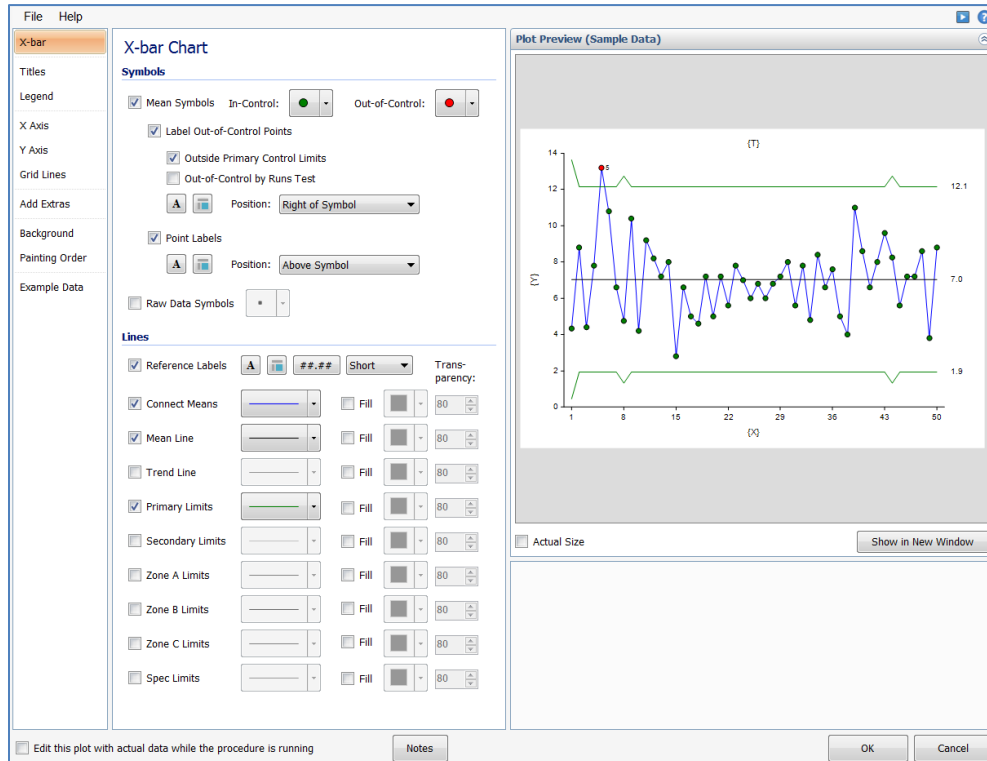 File Help
X-bar
Titles
Legend
X Axis
Y Axis
Grid Lines
Add Extras
Background
Painting Order
Example Data
X-bar Chart
Symbols
Mean Symbols In-Control: Out-of-Control:
Label Out-of-Control Points
Outside Primary Control Limits
Out-of-Control by Runs Test
A Position: Right of Symbol
Point Labels
A Position: Above Symbol
Raw Data Symbols
Lines
Reference Labels A ##.## Short Trans-
parency:
Connect Means Fill 80
Mean Line Fill 80
Trend Line Fill 80
Primary Limits Fill 80
Secondary Limits Fill 80
Zone A Limits Fill 80
Zone B Limits Fill 80
Zone C Limits Fill 80
Spec Limits Fill 80
Plot Preview (Sample Data)
{T}
14
12
10
8
6
4
2
0
{Y}
5
12.1
7.0
1.9
1 8 15 22 29 36 43 50
{X}
Actual Size Show in New Window
Edit this plot with actual data while the procedure is running Notes OK Cancel